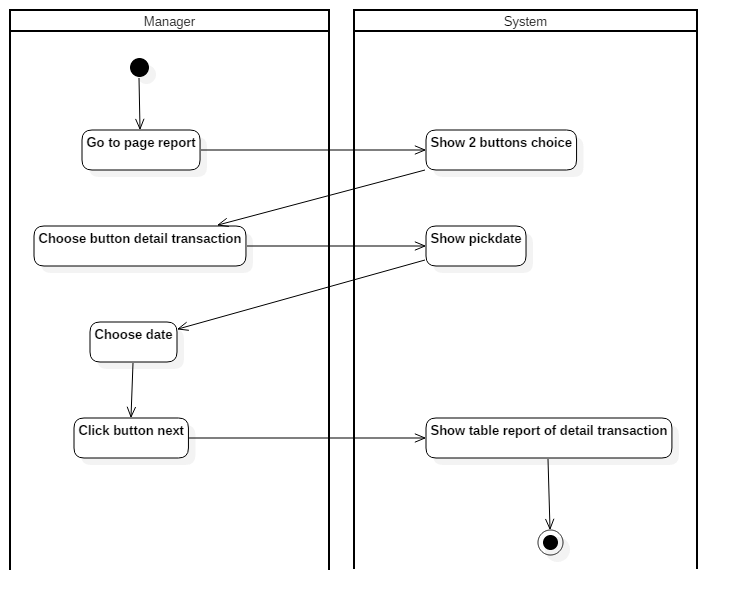 Manager
System
Go to page report
Show 2 buttons choice
Choose button detail transaction
Show pickdate
Choose date
Click button next
Show table report of detail transaction